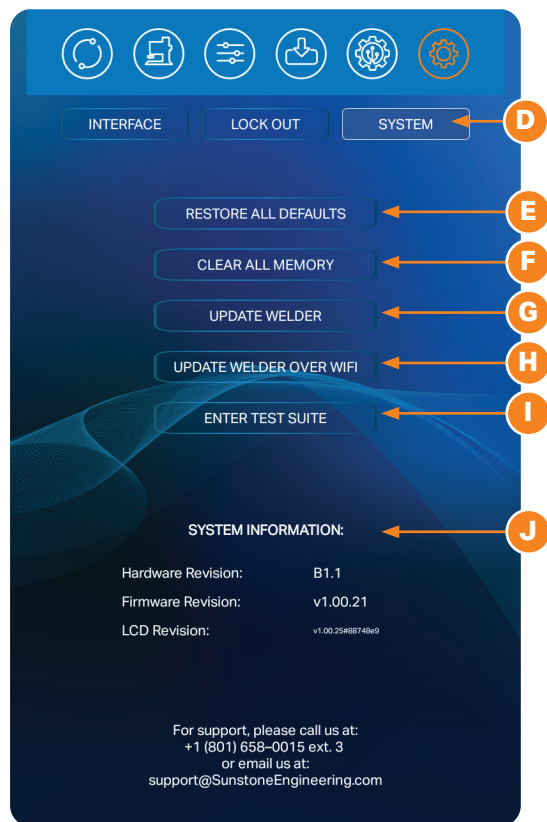 INTERFACE LOCK OUT SYSTEM D
RESTORE ALL DEFAULTS E
CLEAR ALL MEMORY F
UPDATE WELDER G
UPDATE WELDER OVER WIFI H
ENTER TEST SUITE I
SYSTEM INFORMATION: J
Hardware Revision: B1.1
Firmware Revision: v1.00.21
LCD Revision: v1.00.25#88748e9
For support, please call us at:
+1 (801) 658–0015 ext. 3
or email us at:
support@SunstoneEngineering.com